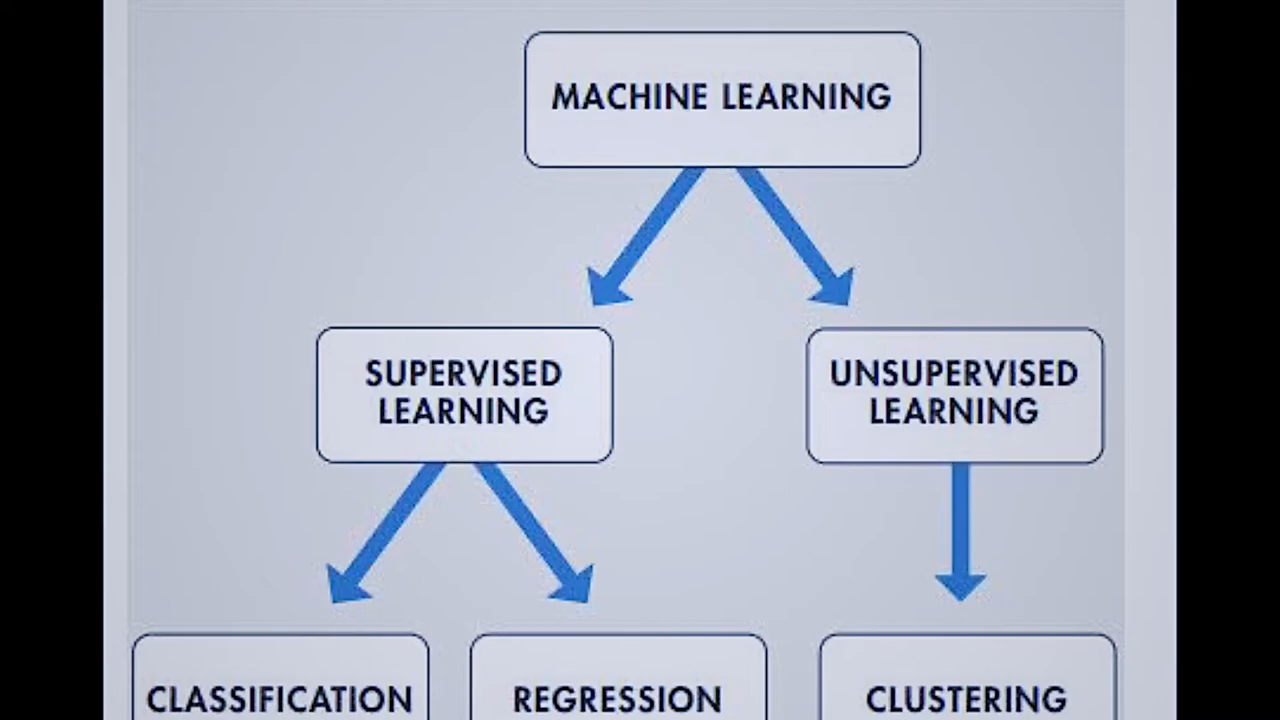 MACHINE LEARNING
SUPERVISED
LEARNING
UNSUPERVISED
LEARNING
CLASSIFICATION
REGRESSION
CLUSTERING